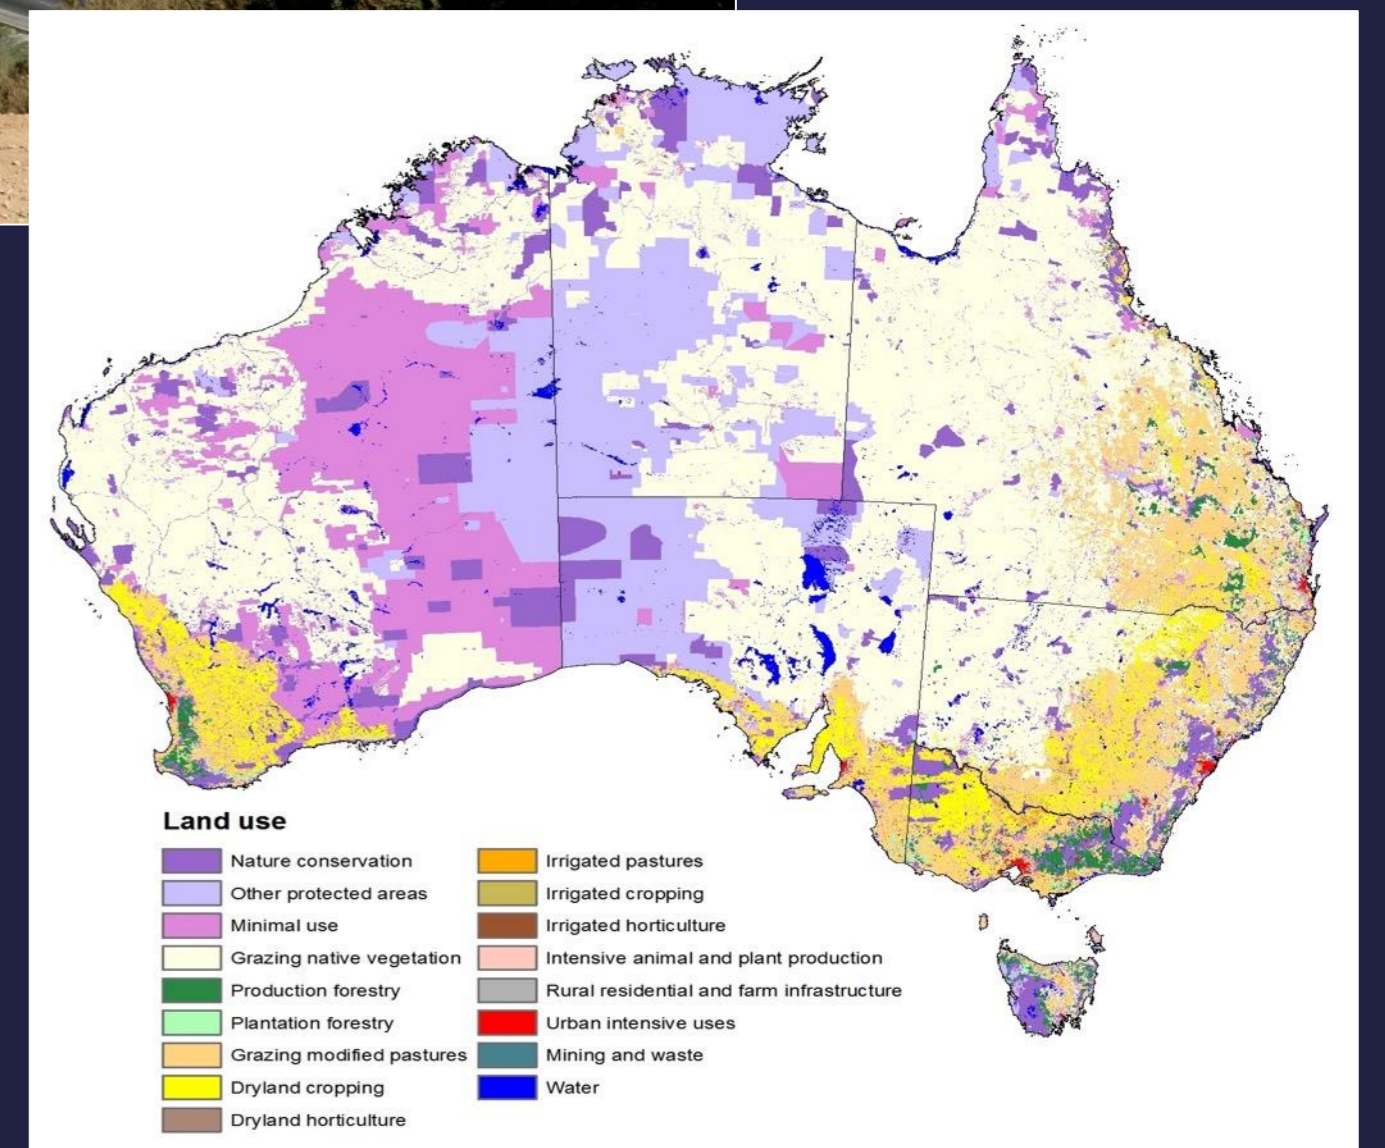 Land use
Nature conservation
Other protected areas
Minimal use
Grazing native vegetation
Production forestry
Plantation forestry
Grazing modified pastures
Dryland cropping
Dryland horticulture
Irrigated pastures
Irrigated cropping
Irrigated horticulture
Intensive animal and plant production
Rural residential and farm infrastructure
Urban intensive uses
Mining and waste
Water